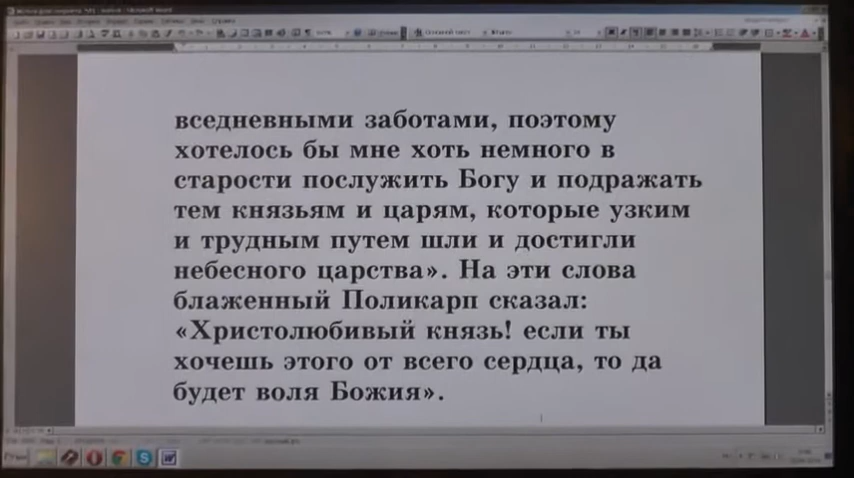 вседневными заботами, поэтому
хотелось бы мне хоть немного в
старости послужить Богу и подражать
тем князьям и царям, которые узким
и трудным путем шли и достигли
небесного царства». На эти слова
блаженный Поликарп сказал:
«Христолюбивый князь! если ты
хочешь этого от всего сердца, то да
будет воля Божия».